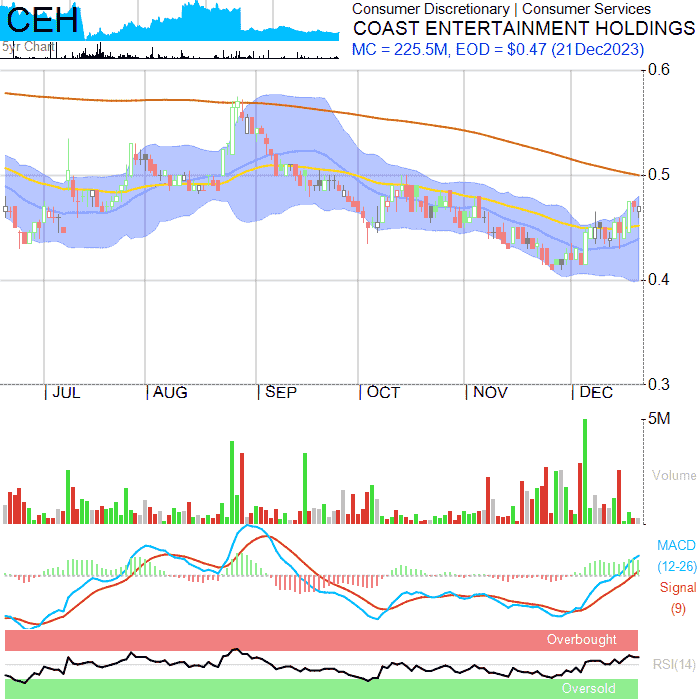 CEH
5yr Chart
Consumer Discretionary | Consumer Services
COAST ENTERTAINMENT HOLDINGS
MC = 225.5M, EOD = $0.47 (21Dec2023)
0.6
0.5
0.4
0.3
JUL AUG SEP OCT NOV DEC
5M
Volume
MACD
(12-26)
Signal
(9)
Overbought
RSI(14)
Oversold